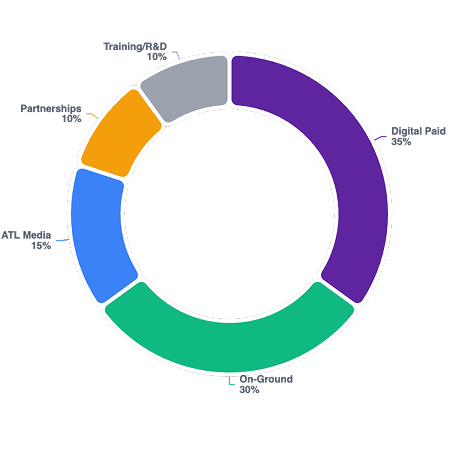 Training/R&D
10%
Partnerships
10%
Digital Paid
35%
ATL Media
15%
On-Ground
30%